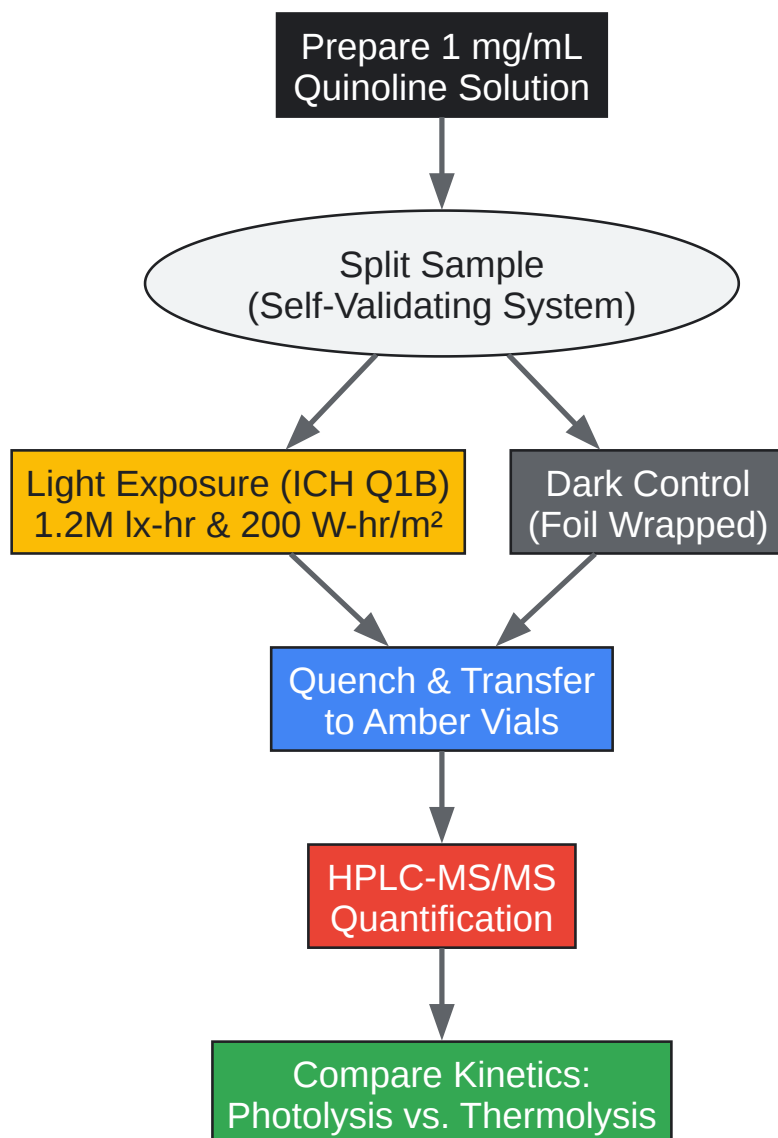 Prepare 1 mg/mL
Quinoline Solution
Split Sample
(Self-Validating System)
Light Exposure (ICH Q1B)
1.2M lx-hr & 200 W-hr/m²
Dark Control
(Foil Wrapped)
Quench & Transfer
to Amber Vials
HPLC-MS/MS
Quantification
Compare Kinetics:
Photolysis vs. Thermolysis